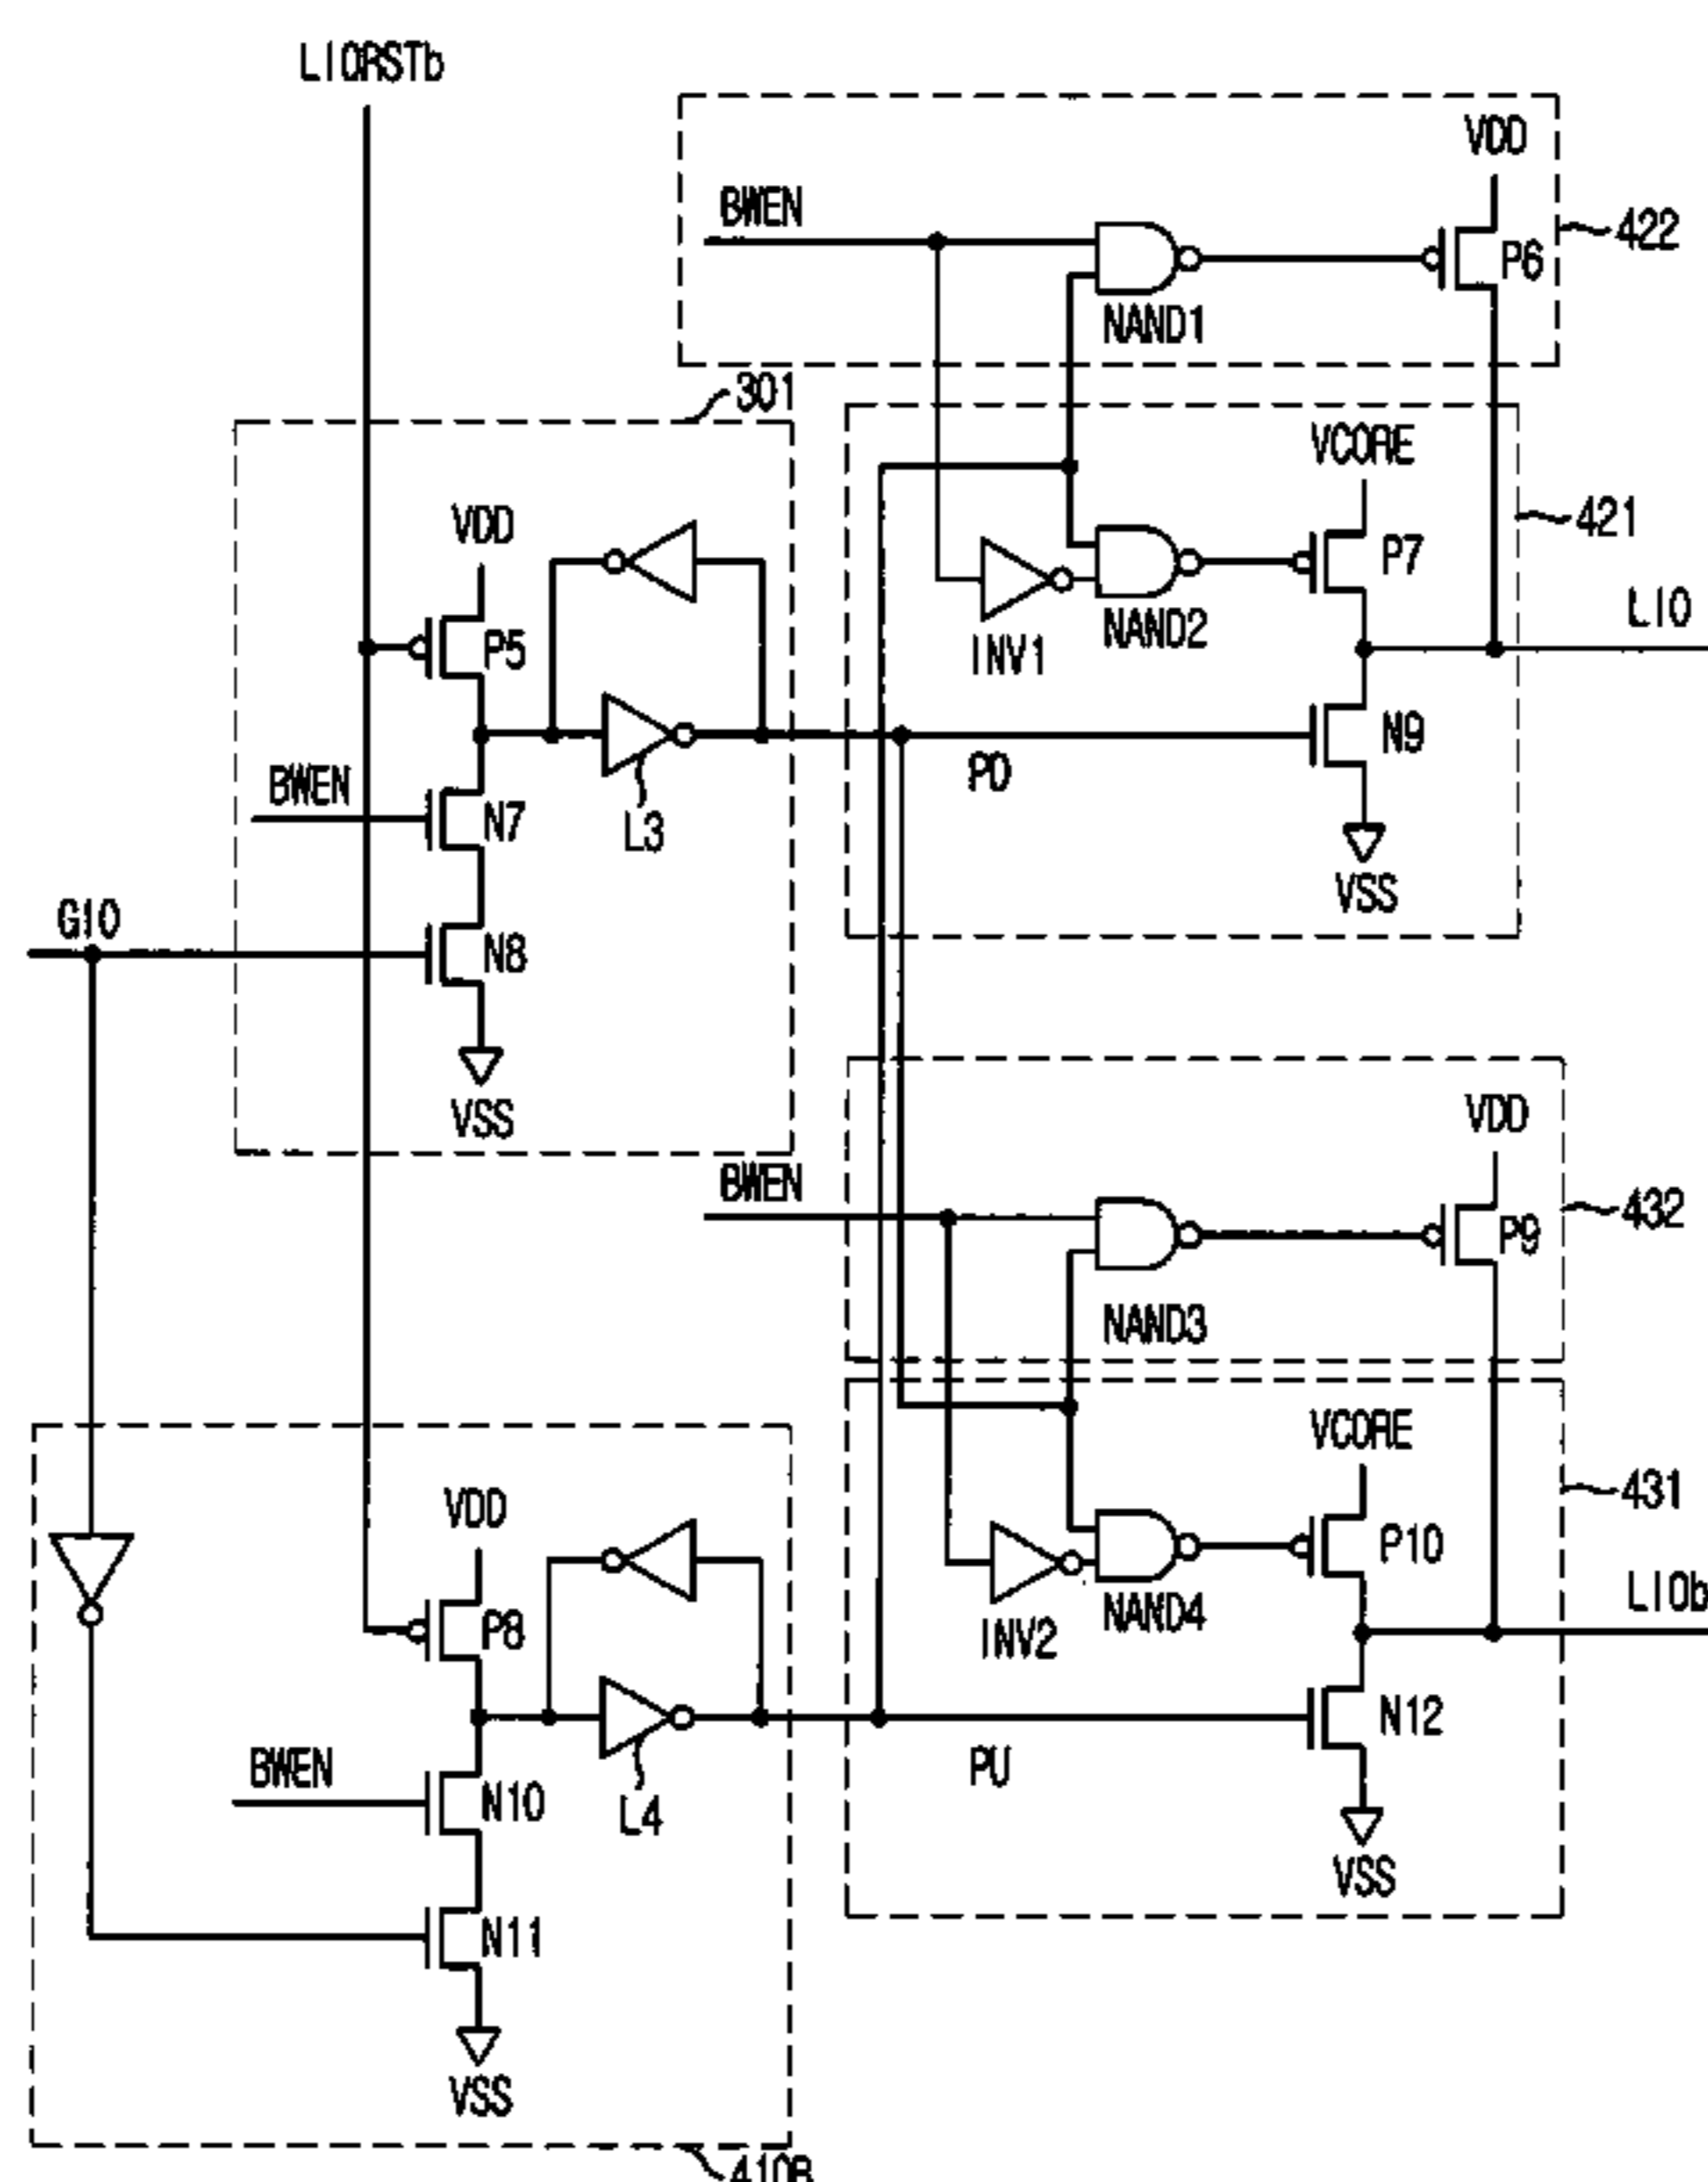 LIORSTb
VDD
BWEN
P6
422
NAND1
301
VCORE
421
VDD
P7
LIO
P5
INV1
NAND2
N9
BWEN
N7
L3
PD
GIO
N8
VSS
VSS
VDD
BWEN
P9
432
NAND3
VCORE
431
VDD
P10
LIOb
P8
INV2
NAND4
N12
BWEN
N10
L4
PU
VSS
N11
VSS
410B